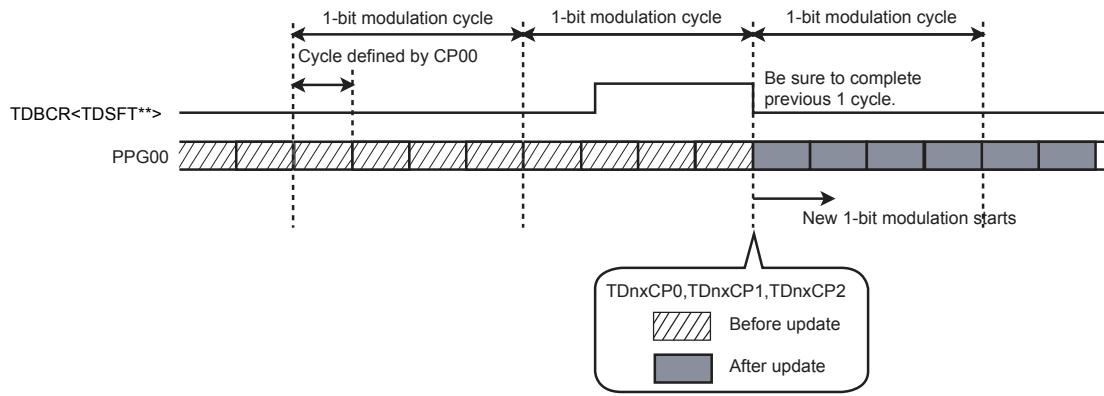 1-bit modulation cycle
1-bit modulation cycle
1-bit modulation cycle
Cycle defined by CP00
Be sure to complete
previous 1 cycle.
TDBCR<TDSFT**>
PPG00
New 1-bit modulation starts
TDnxCP0,TDnxCP1,TDnxCP2
Before update
After update